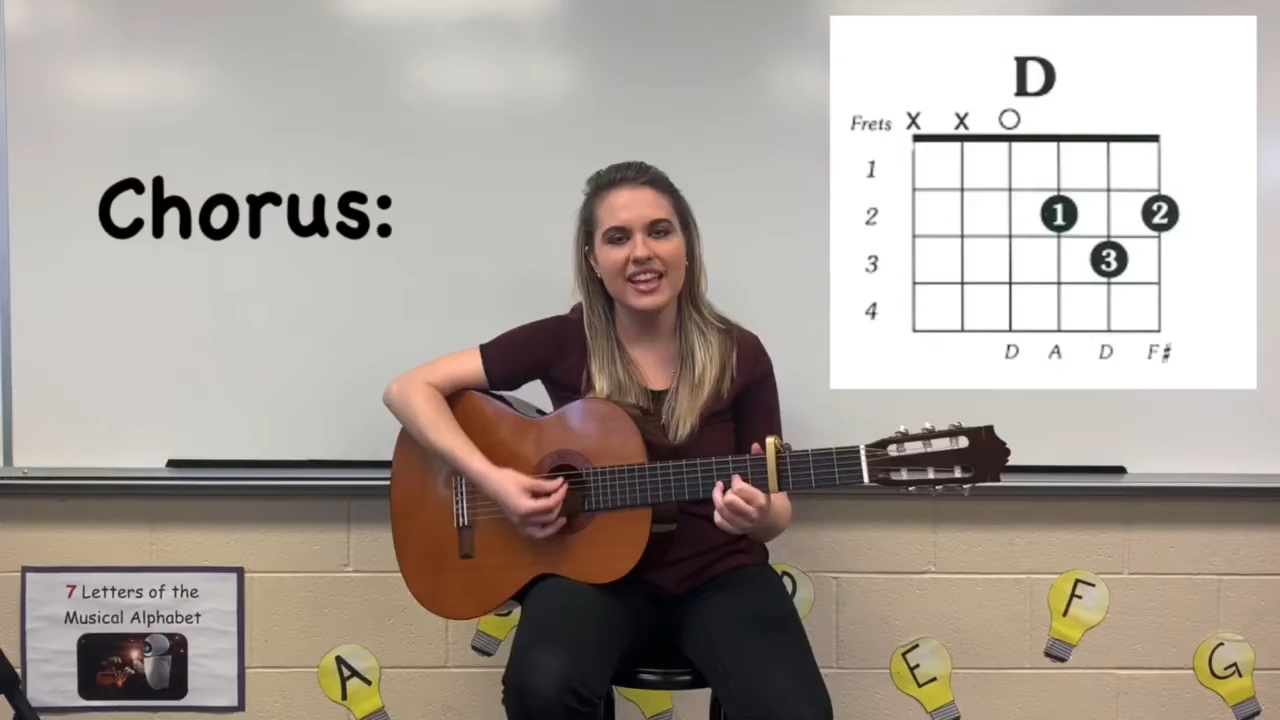 Chorus:
D
Frets X X O
1
2 1 2
3 3
4
D A D F#
7 Letters of the
Musical Alphabet
A
E
F
G